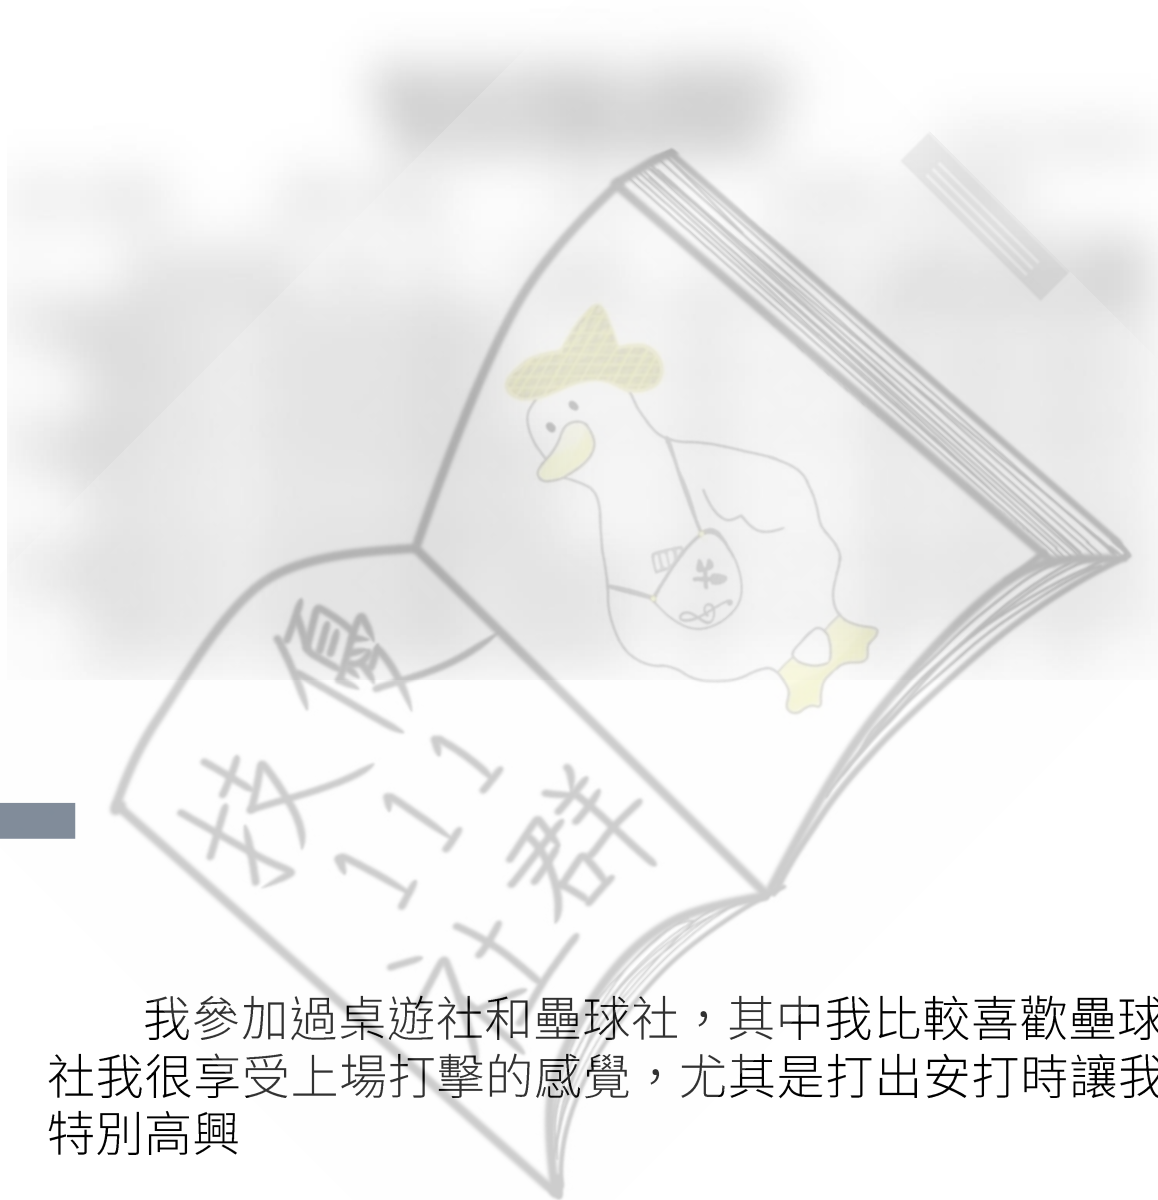 優
技
111
社群
我參加過桌遊社和壘球社，其中我比較喜歡壘球
社我很享受上場打擊的感覺，尤其是打出安打時讓我
特別高興